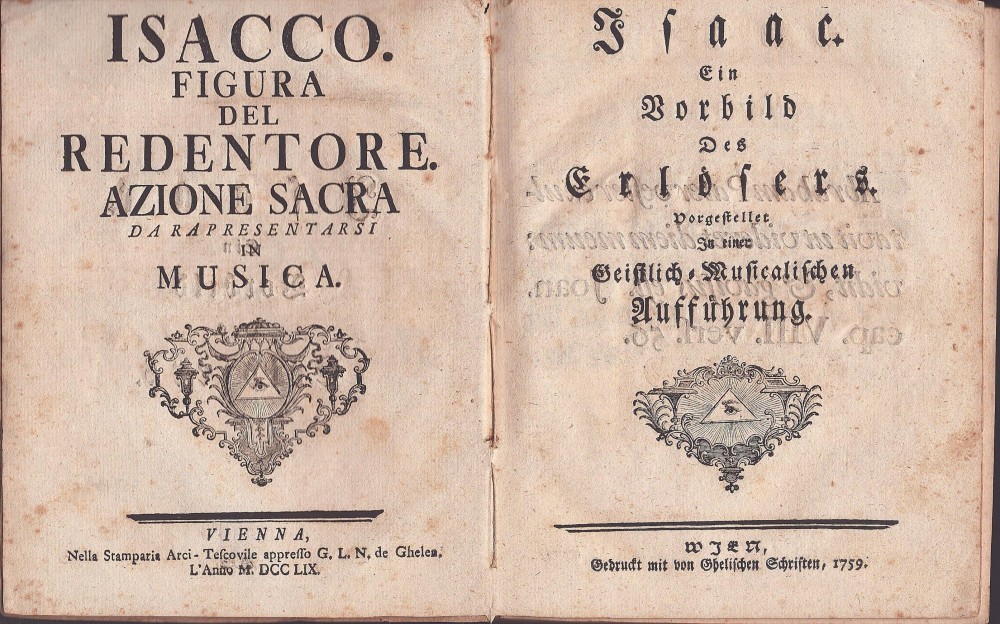 ISACCO.
FIGURA
DEL
REDENTORE.
AZIONE SACRA
DA RAPRESENTARSI
IN
MUSICA.
VIENNA,
Nella Stamparia Arci-Teſcovile appreſſo G. L. N. de Ghelen,
L'Anno M. DCC LIX.
Iſaac.
Ein
Vorbild
Des
Erlöſers.
Vorgeſtellet
In einer
Geiſtlich-Muſicaliſchen
Aufführung.
WIEN,
Gedruckt mit von Gheliſchen Schriften, 1759.